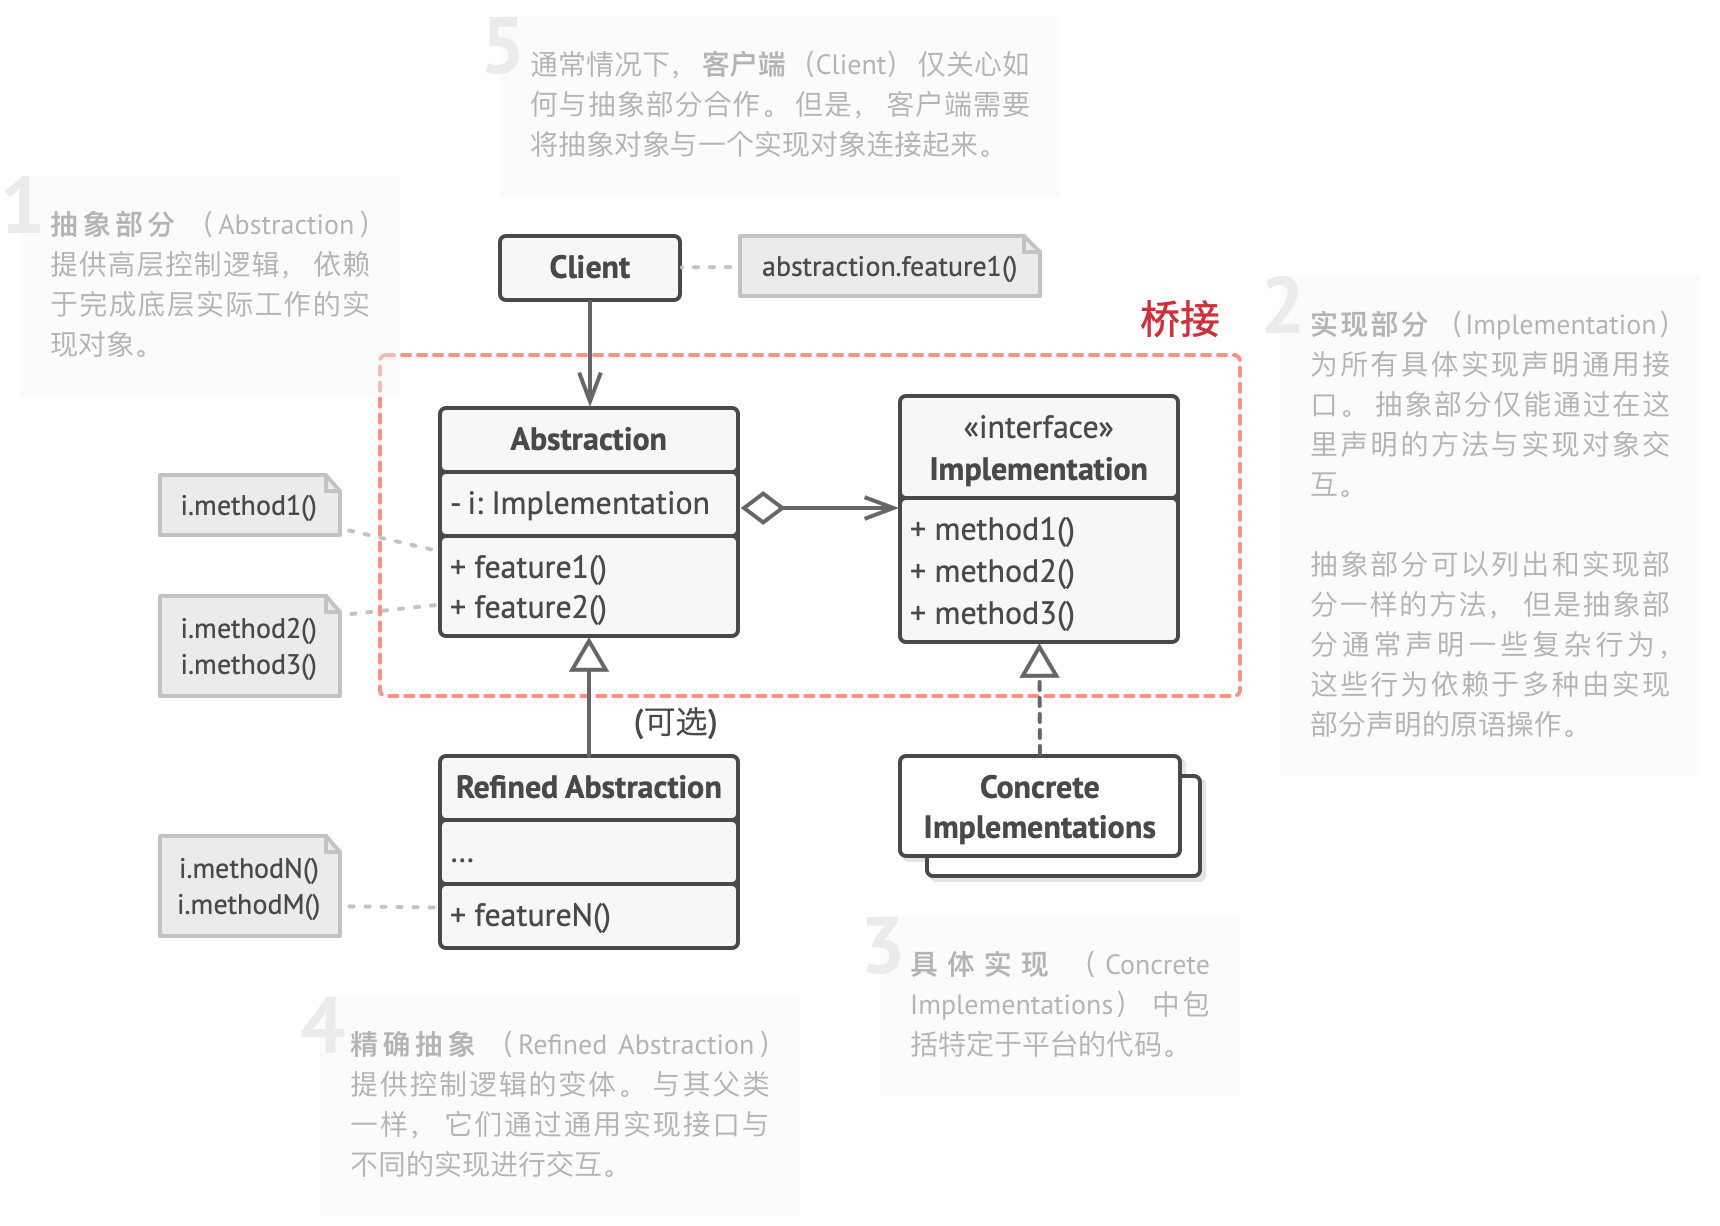 5
通常情况下， 客户端 （Client） 仅关心如
何与抽象部分合作。 但是， 客户端需要
将抽象对象与一个实现对象连接起来。
1
抽象部分 （Abstraction）
提供高层控制逻辑， 依赖
于完成底层实际工作的实
现对象。
Client
abstraction.feature1()
桥接
2
实现部分 （Implementation）
为所有具体实现声明通用接
口。 抽象部分仅能通过在这
里声明的方法与实现对象交
互。
抽象部分可以列出和实现部
分一样的方法， 但是抽象部
分通常声明一些复杂行为，
这些行为依赖于多种由实现
部分声明的原语操作。
Abstraction
- i: Implementation
+ feature1()
+ feature2()
«interface»
Implementation
+ method1()
+ method2()
+ method3()
i.method1()
i.method2()
i.method3()
(可选)
Refined Abstraction
...
+ featureN()
Concrete
Implementations
i.methodN()
i.methodM()
3
具体实现 （Concrete
Implementations） 中包
括特定于平台的代码。
4
精确抽象 （Refined Abstraction）
提供控制逻辑的变体。 与其父类
一样， 它们通过通用实现接口与
不同的实现进行交互。